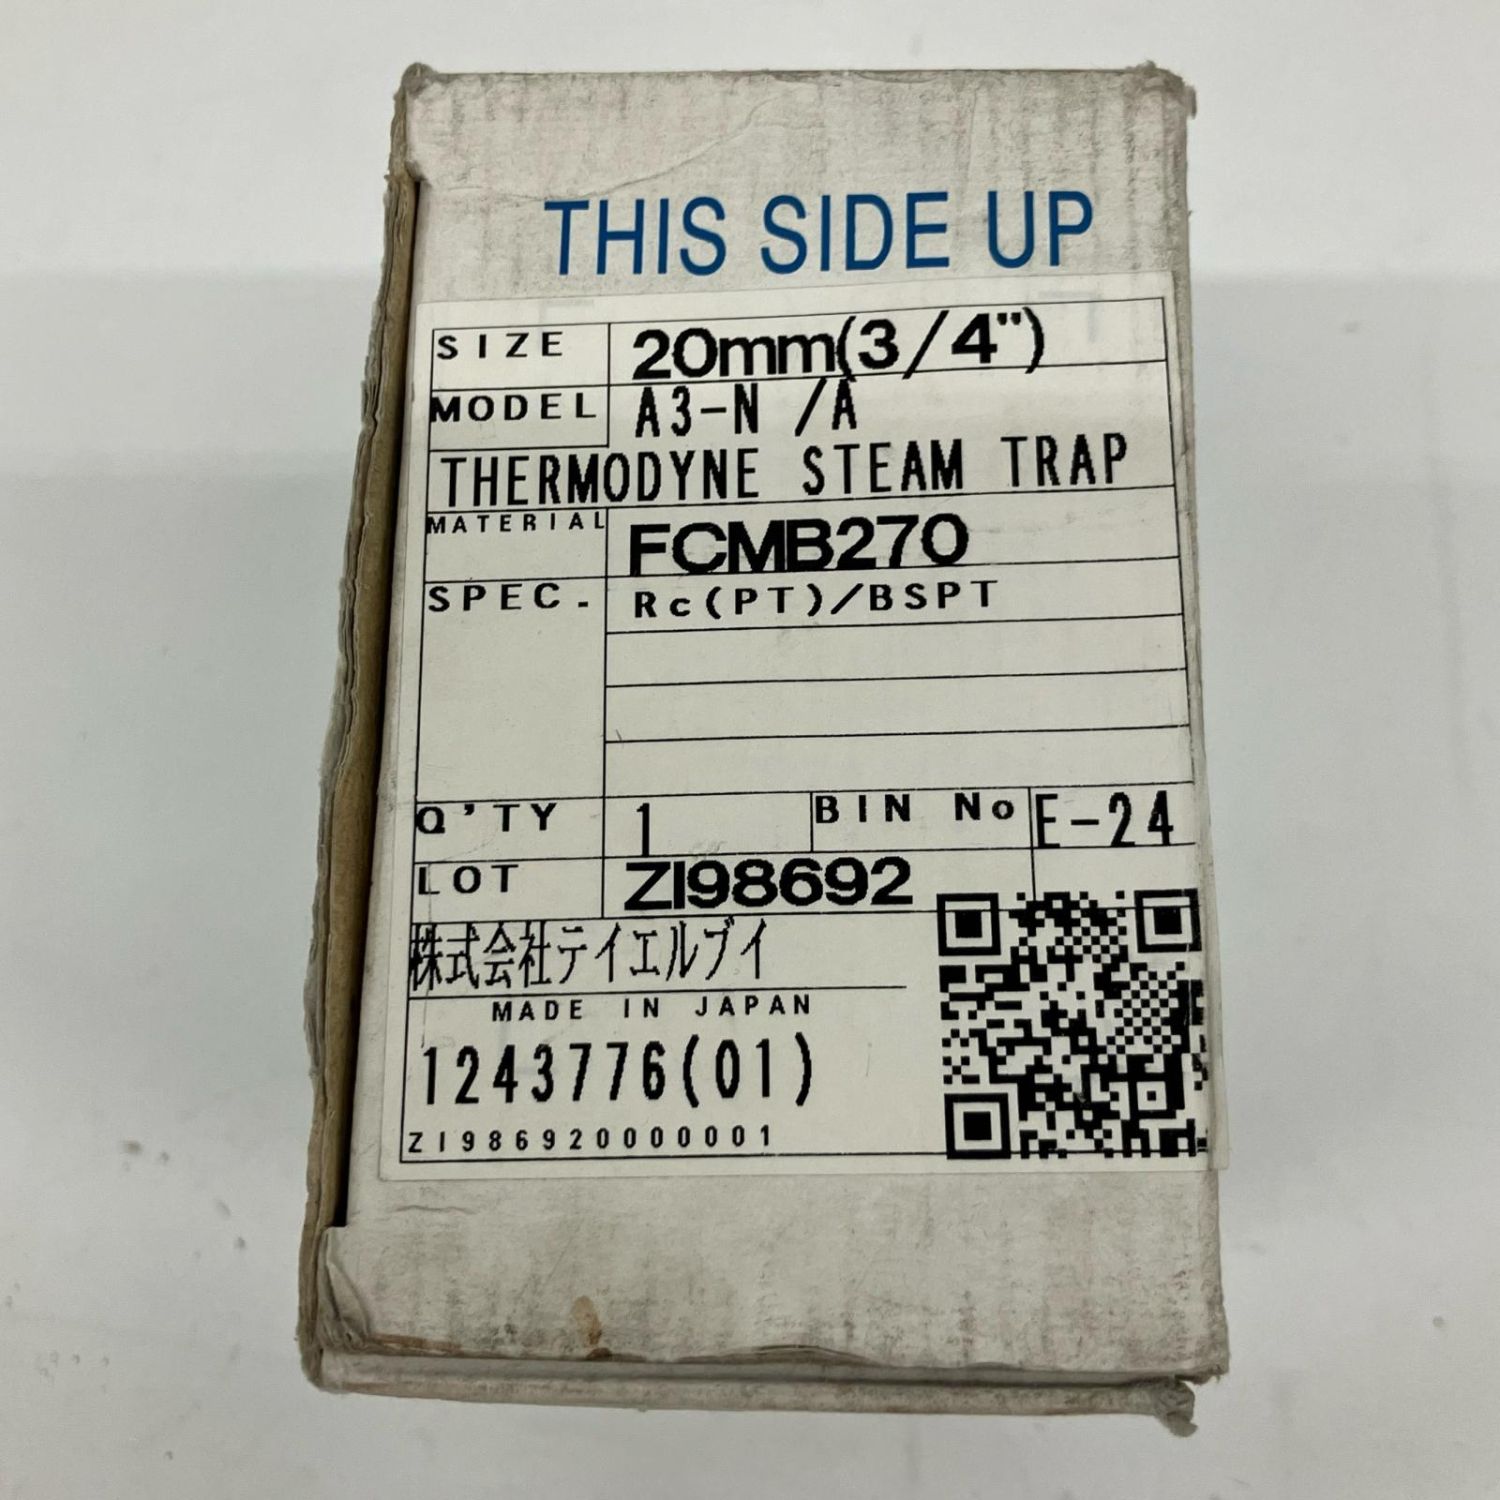 THIS SIDE UP
SIZE 20mm(3/4")
MODEL A3-N /A
THERMODYNE STEAM TRAP
MATERIAL FCMB270
SPEC. Rc(PT)/BSPT
Q'TY 1 BIN No E-24
LOT ZI98692
株式会社テイエルブイ
MADE IN JAPAN
1243776(01)
ZI986920000001